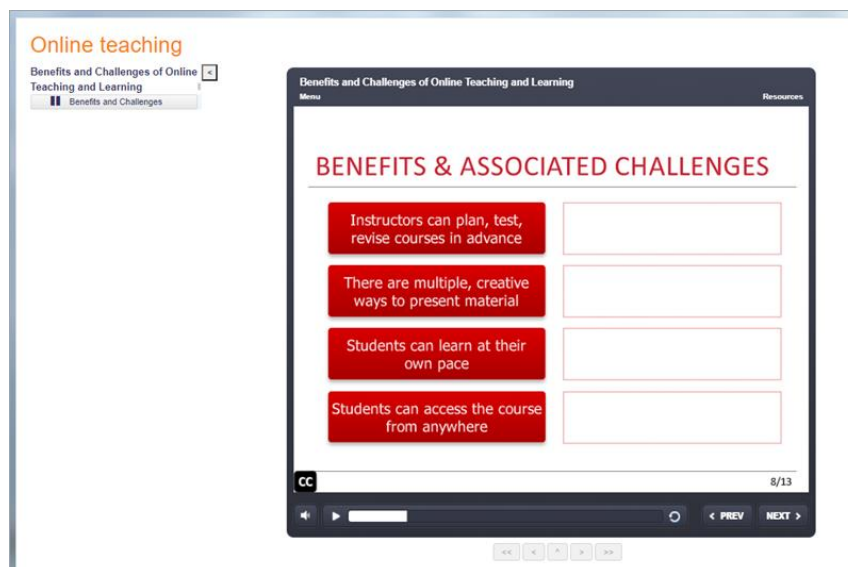 Online teaching
Benefits and Challenges of Online
<
Teaching and Learning
Benefits and Challenges
Benefits and Challenges of Online Teaching and Learning
Menu
Resources
BENEFITS & ASSOCIATED CHALLENGES
Instructors can plan, test,
revise courses in advance
There are multiple, creative
ways to present material
Students can learn at their
own pace
Students can access the course
from anywhere
CC
8/13
< PREV
NEXT >
<< < ^ > >>